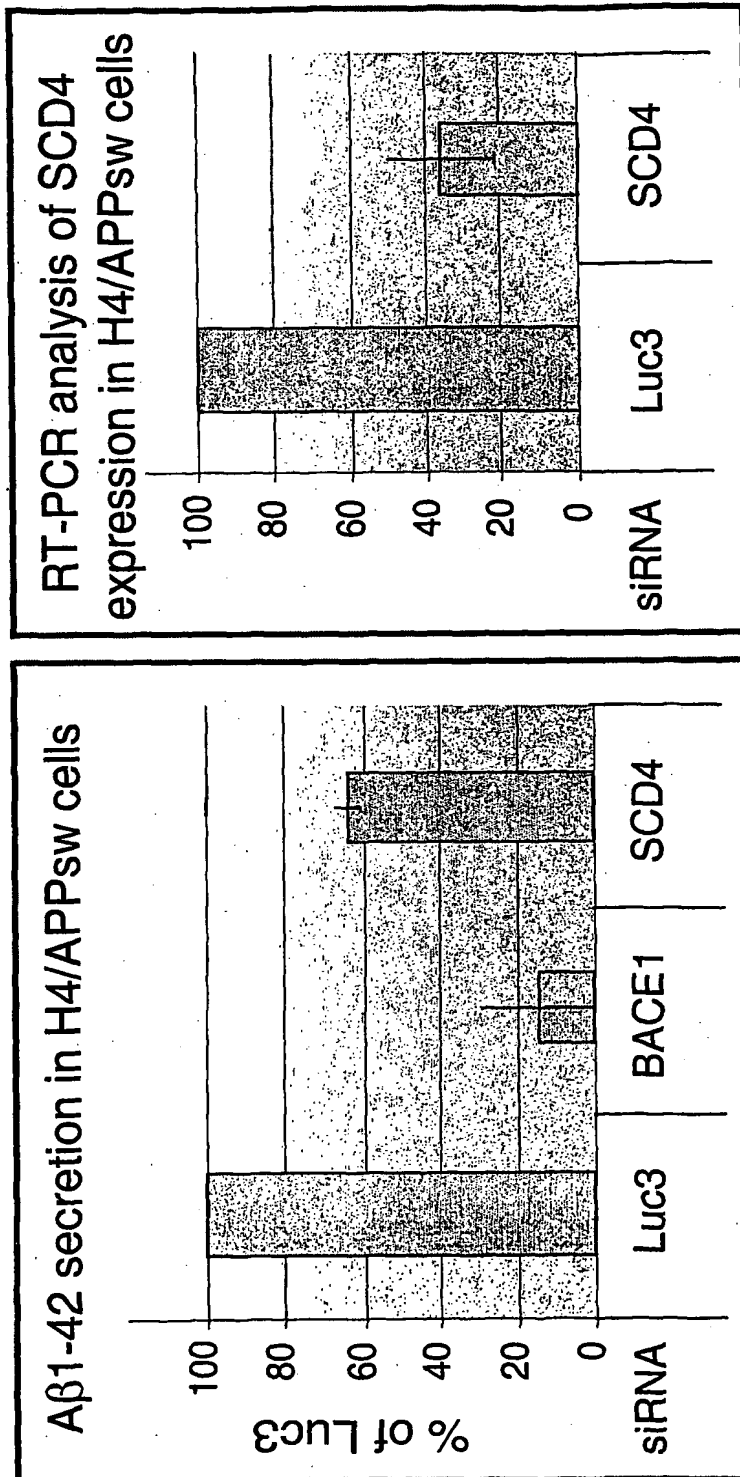 Aβ1-42 secretion in H4/APPsw cells
% of Luc3
100
80
60
40
20
0
siRNA
Luc3
BACE1
SCD4
RT-PCR analysis of SCD4
expression in H4/APPsw cells
100
80
60
40
20
0
siRNA
Luc3
SCD4